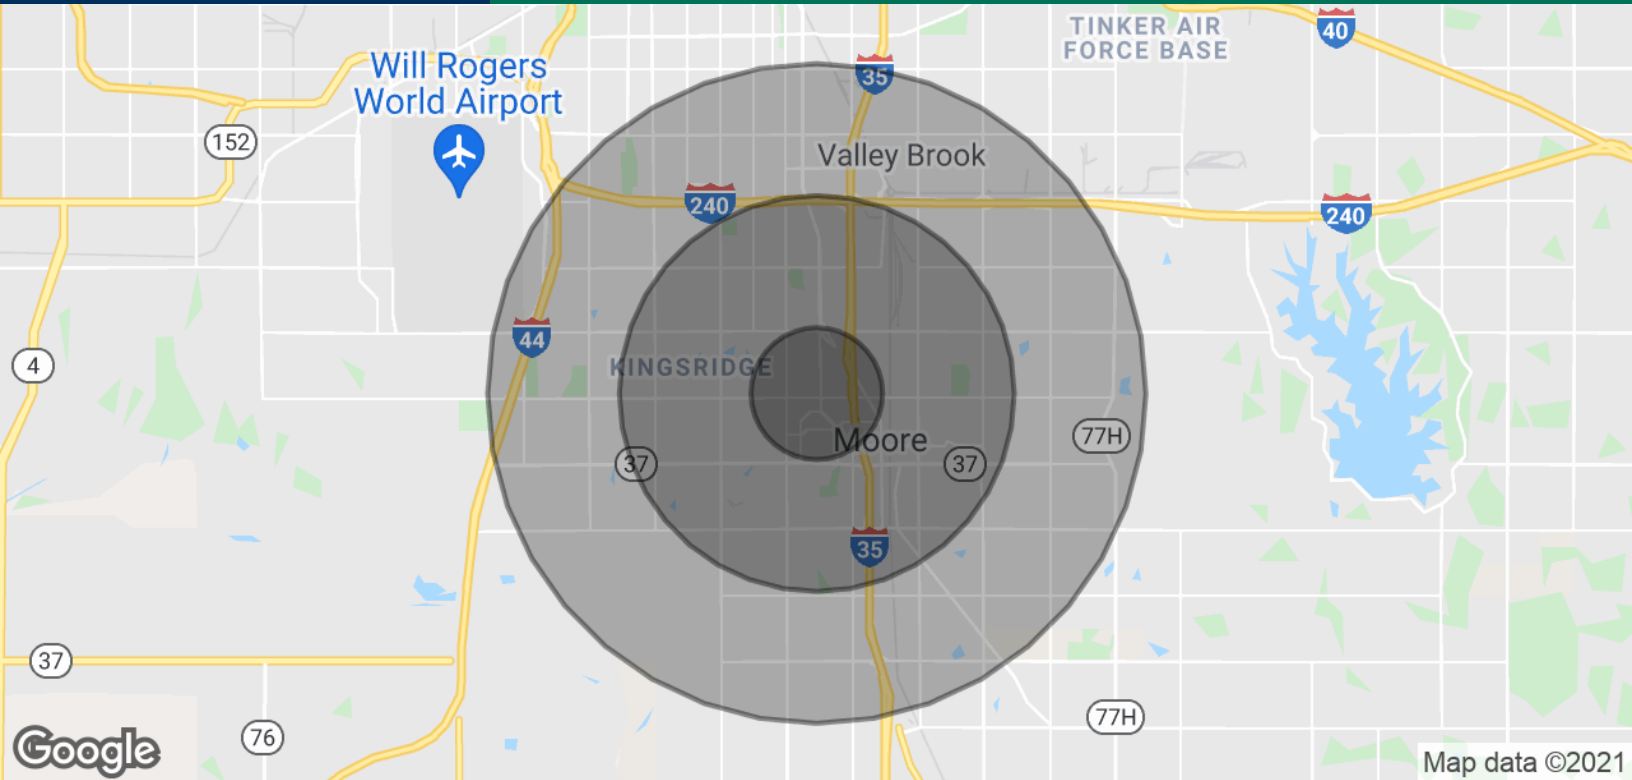 TINKER AIR
FORCE BASE
40
Will Rogers
World Airport
35
152
Valley Brook
240
240
44
4
KINGSRIDGE
Moore
77H
37
37
35
37
77H
76
Google
Map data ©2021